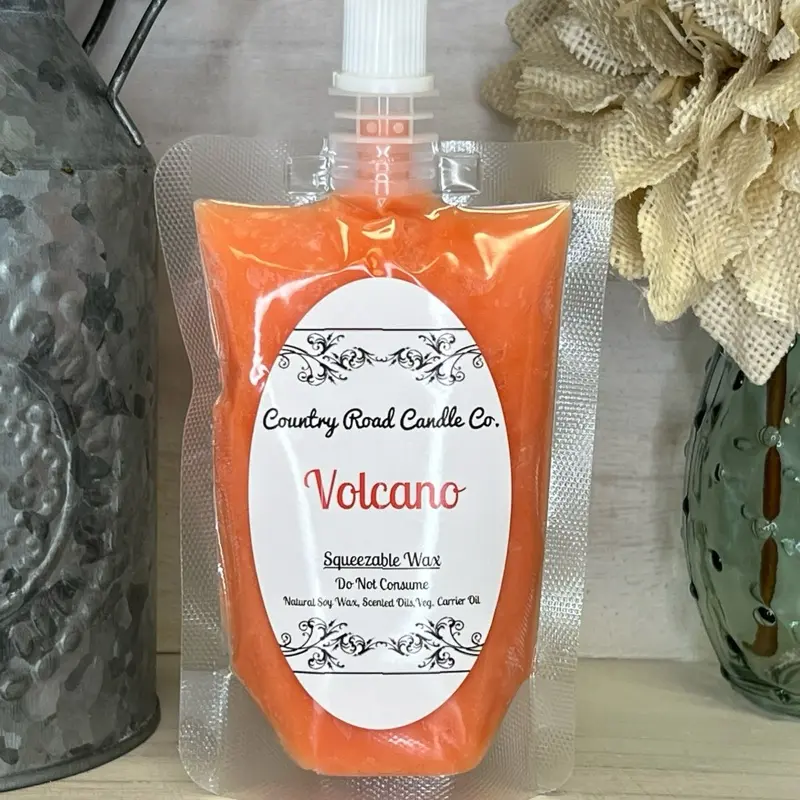 Country Road Candle Co.
Volcano
Squeezable Wax
Do Not Consume
Natural Soy Wax, Scented Oils,Veg. Carrier Oil